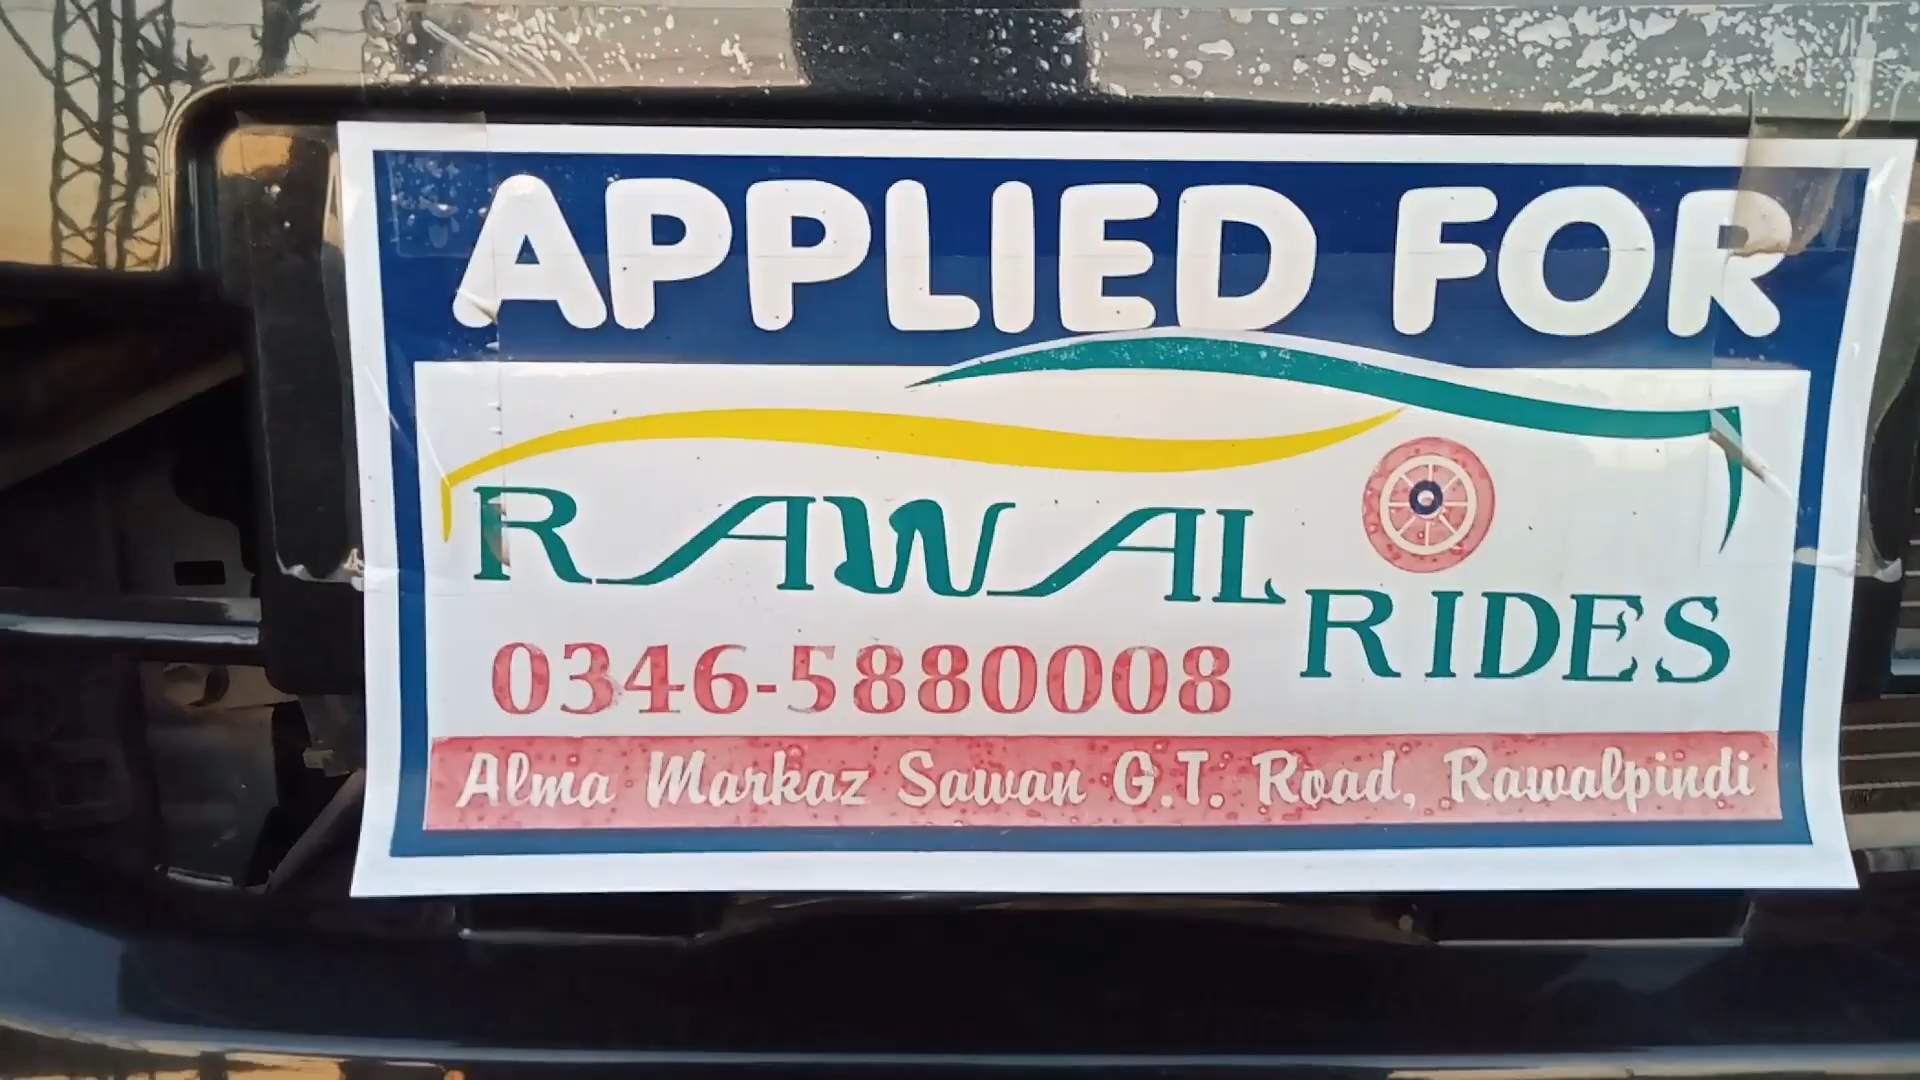 APPLIED FOR
RAWAL RIDES
0346-5880008
Alma Markaz Sawan G.T. Road, Rawalpindi